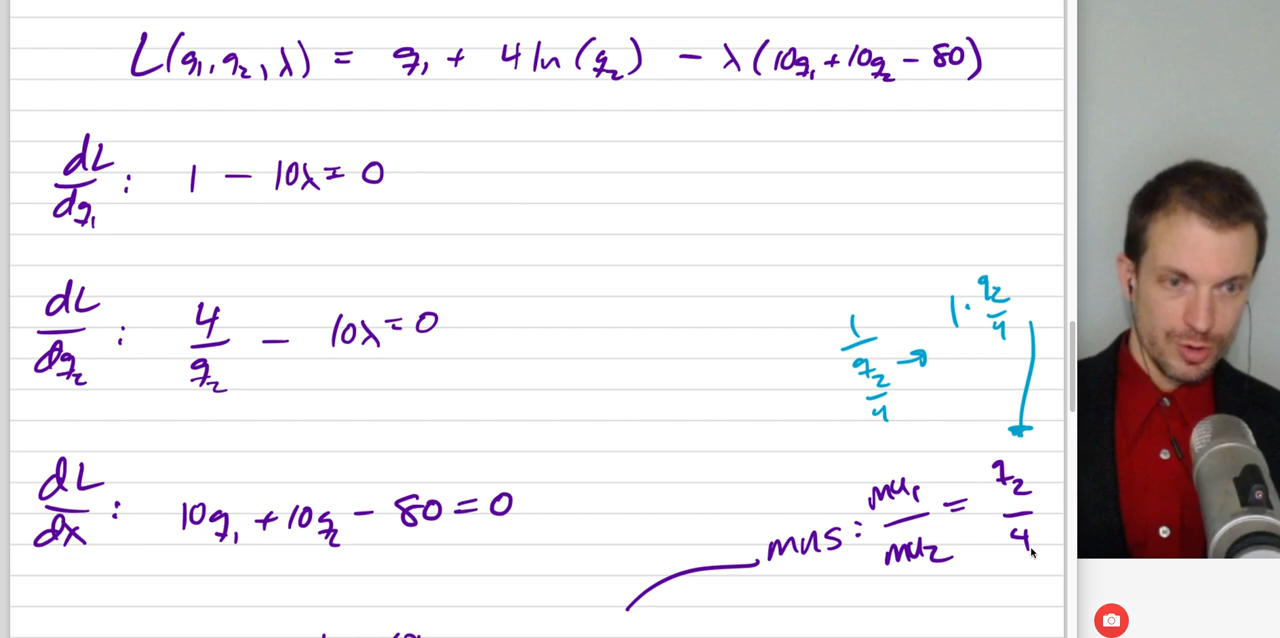 L(q₁, q₂, λ) = q₁ + 4 ln(q₂) - λ(10q₁ + 10q₂ - 80)
dL/dq₁ : 1 - 10λ = 0
dL/dq₂ : 4/q₂ - 10λ = 0
1/(q₂/4) → 1 · q₂/4
dL/dλ : 10q₁ + 10q₂ - 80 = 0
MRS : MU₁/MU₂ = q₂/4